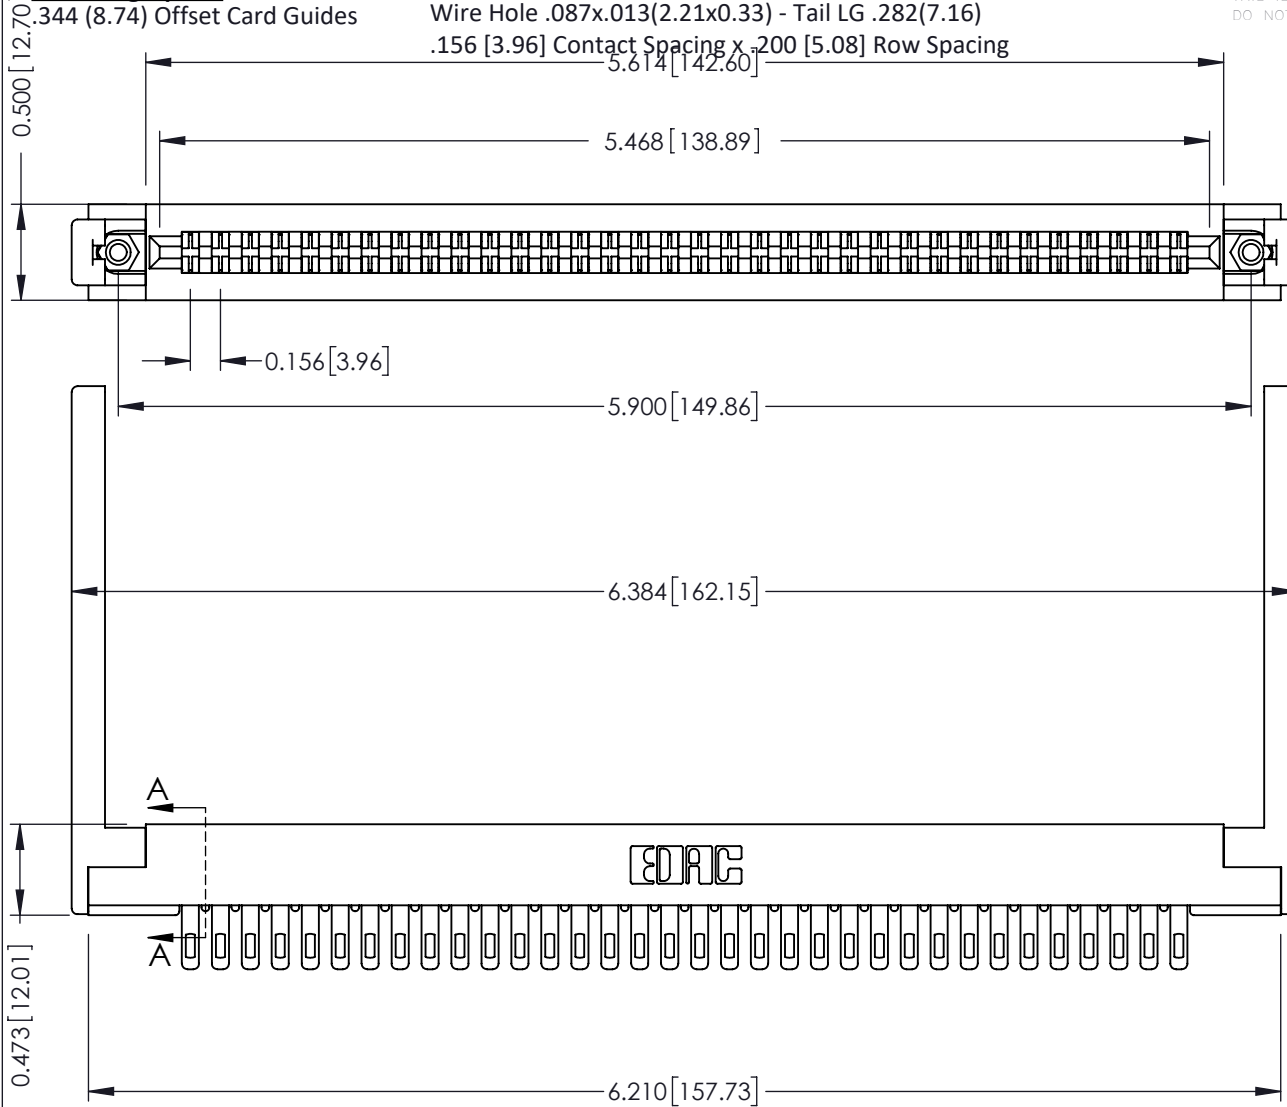 .344 (8.74) Offset Card Guides
Wire Hole .087x.013(2.21x0.33) - Tail LG .282(7.16)
DO NOT
.156 [3.96] Contact Spacing x .200 [5.08] Row Spacing
0.500 [12.70
5.614 [142.60]
5.468 [138.89]
0.156 [3.96]
5.900 [149.86]
6.384 [162.15]
A
EDAC
A
0.473 [12.01]
6.210 [157.73]